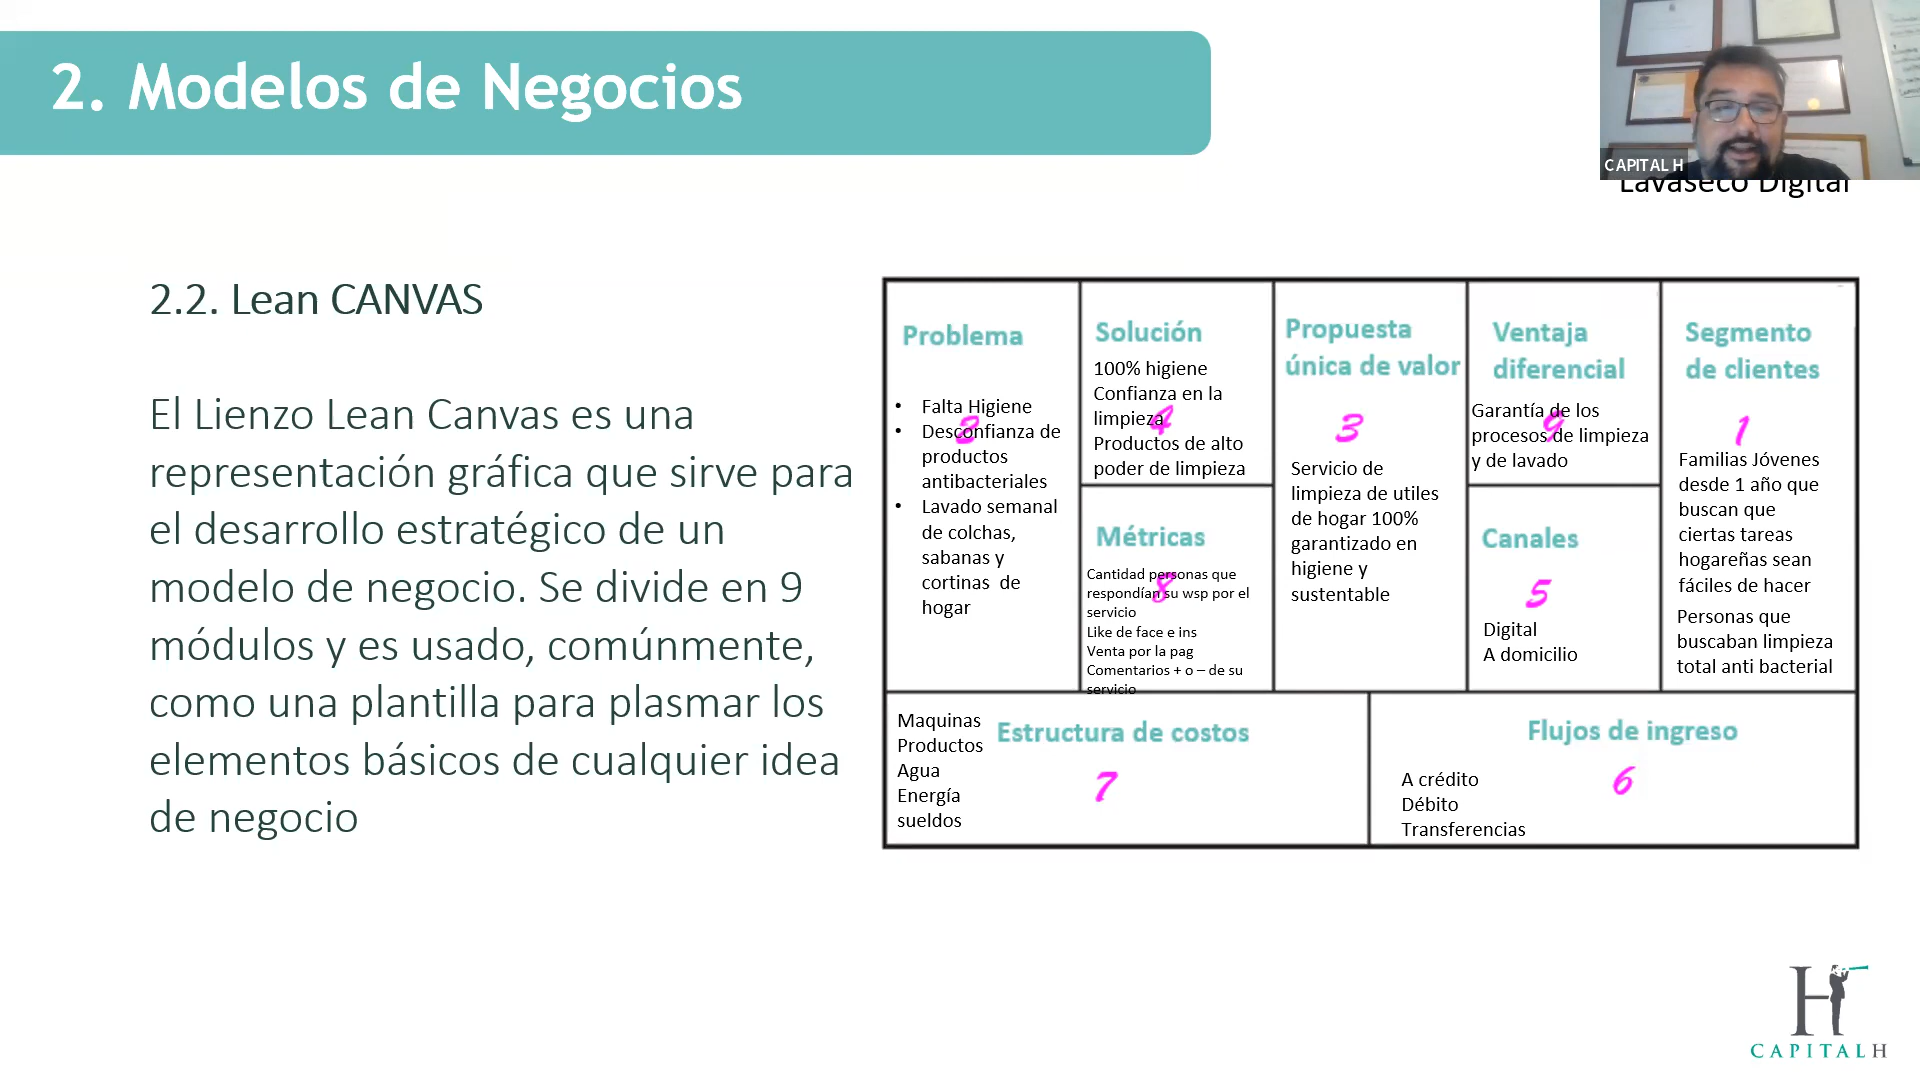 2. Modelos de Negocios
CAPITAL H
Lavaseco Digital
2.2. Lean CANVAS
El Lienzo Lean Canvas es una
representación gráfica que sirve para
el desarrollo estratégico de un
modelo de negocio. Se divide en 9
módulos y es usado, comúnmente,
como una plantilla para plasmar los
elementos básicos de cualquier idea
de negocio
Problema
2
• Falta Higiene
• Desconfianza de
productos
antibacteriales
• Lavado semanal
de colchas,
sabanas y
cortinas de
hogar
Solución
4
100% higiene
Confianza en la
limpieza
Productos de alto
poder de limpieza
Métricas
8
Cantidad personas que
respondían su wsp por el
servicio
Like de face e ins
Venta por la pag
Comentarios + o – de su
servicio
Propuesta
única de valor
3
Servicio de
limpieza de utiles
de hogar 100%
garantizado en
higiene y
sustentable
Ventaja
diferencial
9
Garantía de los
procesos de limpieza
y de lavado
Canales
5
Digital
A domicilio
Segmento
de clientes
1
Familias Jóvenes
desde 1 año que
buscan que
ciertas tareas
hogareñas sean
fáciles de hacer
Personas que
buscaban limpieza
total anti bacterial
Estructura de costos
7
Maquinas
Productos
Agua
Energía
sueldos
Flujos de ingreso
6
A crédito
Débito
Transferencias
H
CAPITALH